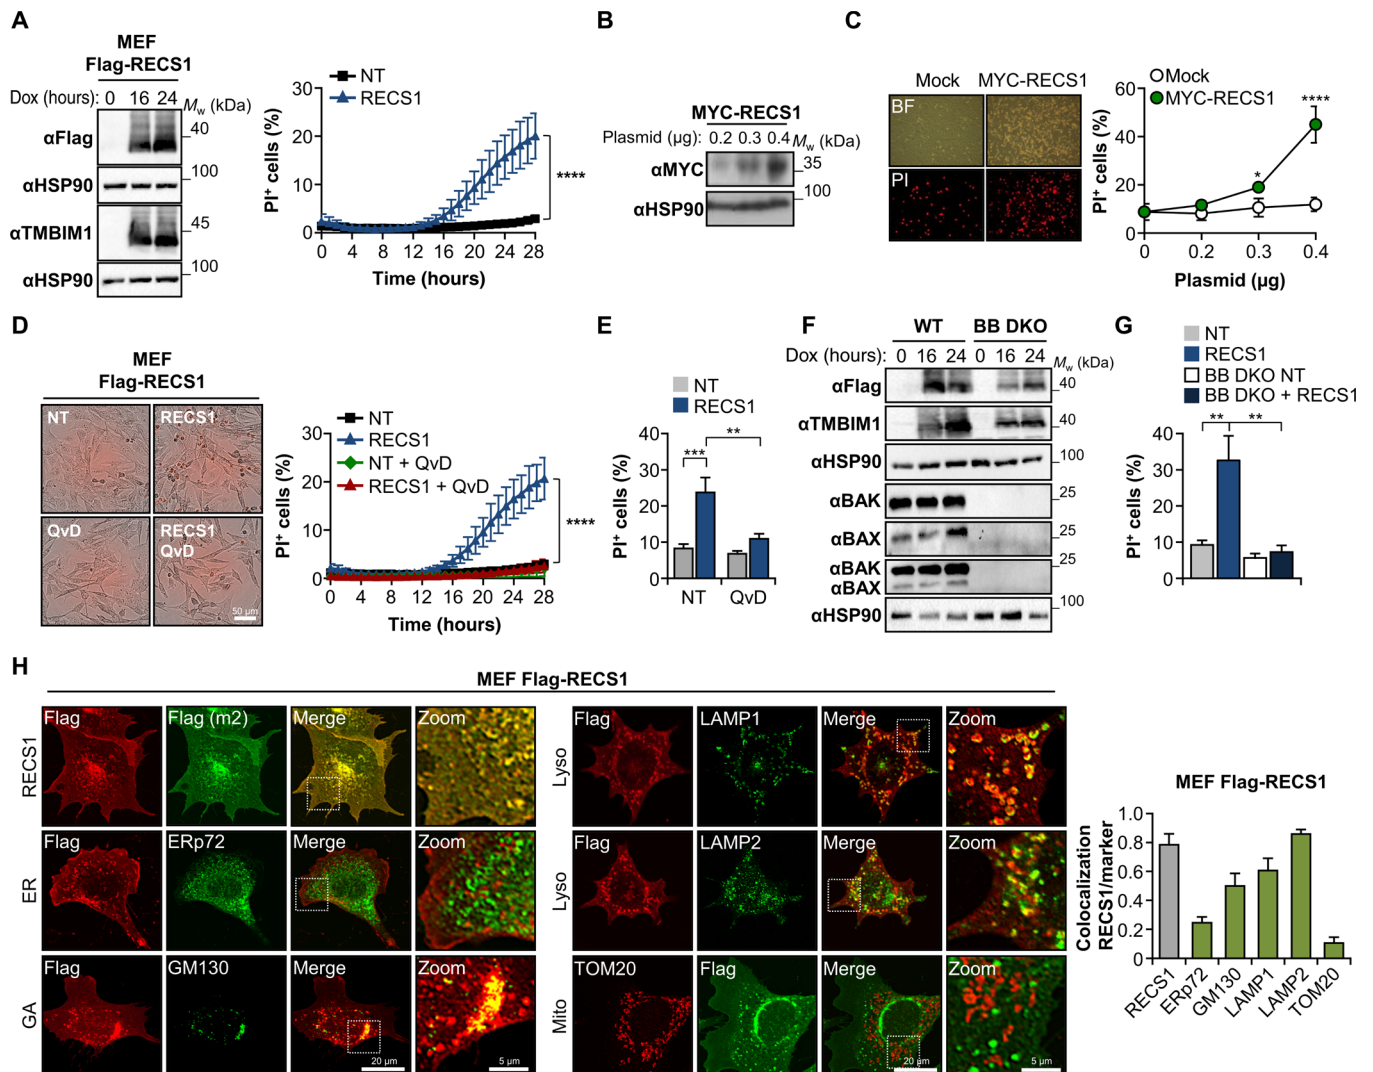 A
MEF
Flag-RECS1
Dox (hours): 0 16 24
Mw (kDa)
αFlag
40
100
αHSP90
αTMBIM1
45
100
αHSP90
NT
RECS1
PI+ cells (%)
30
20
10
0
****
0 4 8 12 16 20 24 28
Time (hours)
B
MYC-RECS1
Plasmid (μg): 0.2 0.3 0.4 Mw (kDa)
αMYC
35
100
αHSP90
C
Mock MYC-RECS1
BF
PI
Mock
MYC-RECS1
PI+ cells (%)
60
40
20
0
****
*
0 0.2 0.3 0.4
Plasmid (μg)
D
MEF
Flag-RECS1
NT
RECS1
QvD
RECS1
QvD
50 μm
NT
RECS1
NT + QvD
RECS1 + QvD
PI+ cells (%)
30
20
10
0
****
0 4 8 12 16 20 24 28
Time (hours)
E
NT
RECS1
PI+ cells (%)
40
30
20
10
0
***
**
NT QvD
F
WT BB DKO
Dox (hours): 0 16 24 0 16 24
Mw (kDa)
αFlag
40
αTMBIM1
40
αHSP90
100
αBAK
25
αBAX
25
25
αBAK
αBAX
100
αHSP90
G
NT
RECS1
BB DKO NT
BB DKO + RECS1
PI+ cells (%)
40
30
20
10
0
** **
H
MEF Flag-RECS1
RECS1
Flag
Flag (m2)
Merge
Zoom
ER
Flag
ERp72
Merge
Zoom
GA
Flag
GM130
Merge
Zoom
20 μm
5 μm
Lyso
Flag
LAMP1
Merge
Zoom
Lyso
Flag
LAMP2
Merge
Zoom
Mito
TOM20
Flag
Merge
Zoom
20 μm
5 μm
MEF Flag-RECS1
Colocalization
RECS1/marker
1.0
0.8
0.6
0.4
0.2
0
RECS1
ERp72
GM130
LAMP1
LAMP2
TOM20